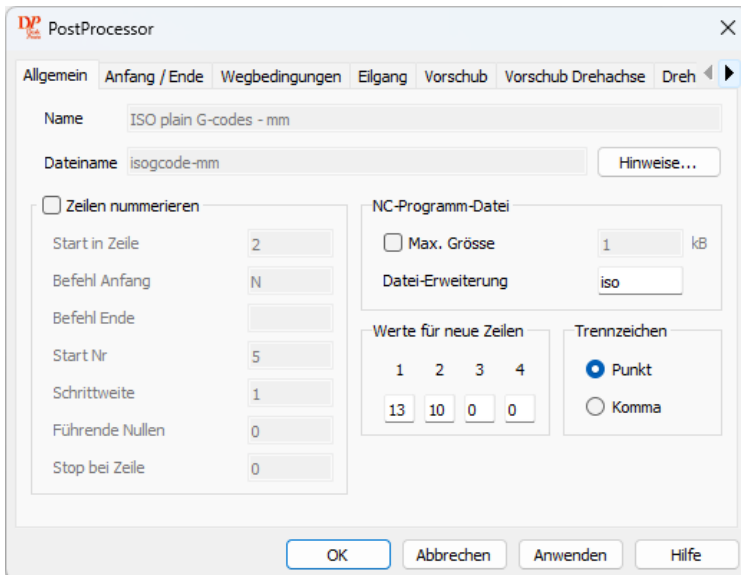 DP
PostProcessor
Allgemein Anfang / Ende Wegbedingungen Eilgang Vorschub Vorschub Drehachse Dreh
Name ISO plain G-codes - mm
Dateiname isogcode-mm Hinweise...
Zeilen nummerieren
Start in Zeile 2
Befehl Anfang N
Befehl Ende
Start Nr 5
Schrittweite 1
Führende Nullen 0
Stop bei Zeile 0
NC-Programm-Datei
Max. Grösse 1 kB
Datei-Erweiterung iso
Werte für neue Zeilen
1 2 3 4
13 10 0 0
Trennzeichen
Punkt
Komma
OK Abbrechen Anwenden Hilfe